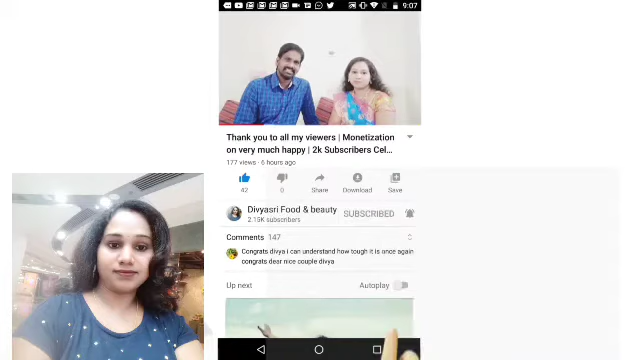 9:07
Thank you to all my viewers | Monetization
on very much happy | 2k Subscribers Cel...
177 views · 6 hours ago
42
0
Share
Download
Save
Divyasri Food & beauty
SUBSCRIBED
2.15K subscribers
Comments 147
Congrats divya i can understand how tough it is once again
congrats dear nice couple divya
Up next
Autoplay